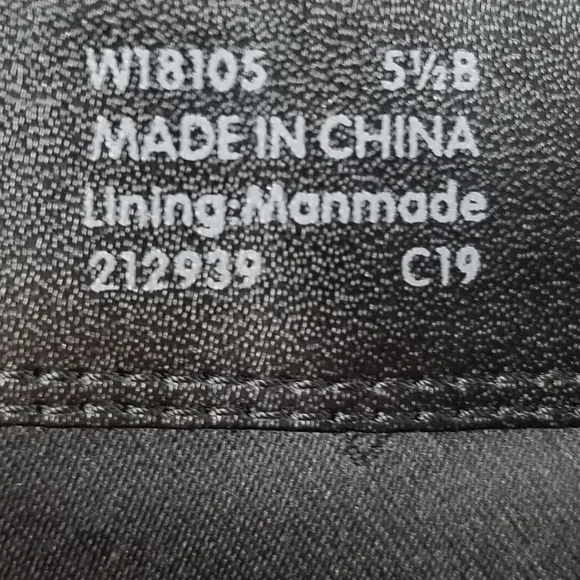 W18105 5½B
MADE IN CHINA
Lining:Manmade
212939 C19